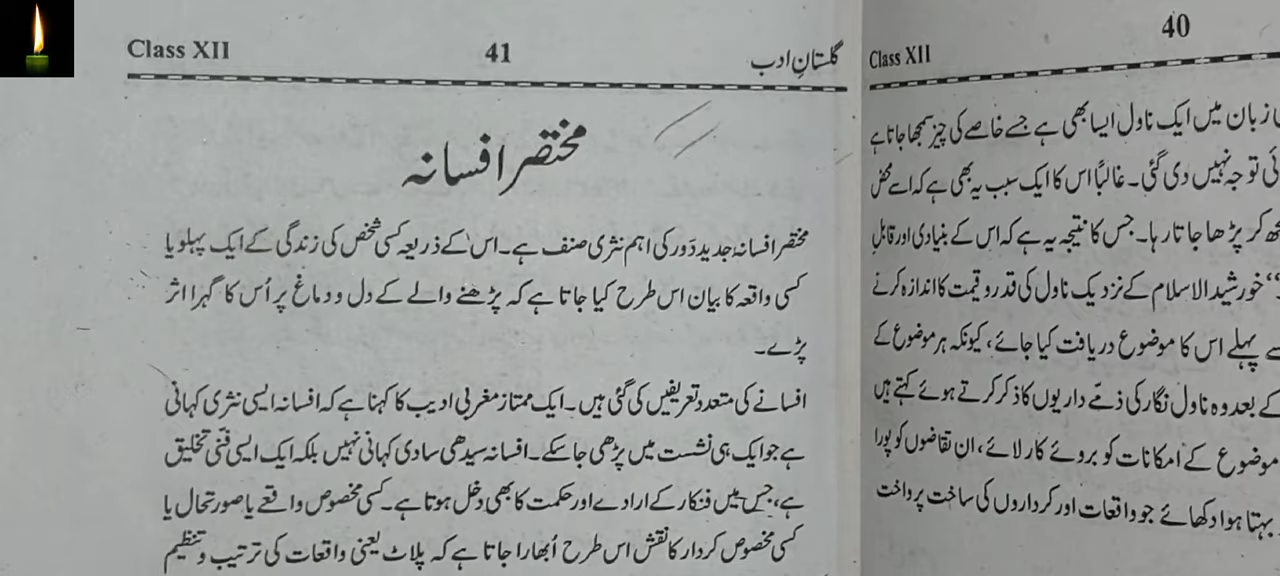 Class XII 41 گلستانِ ادب
مختصر افسانہ
مختصر افسانہ جدید دَور کی اہم نثری صنف ہے۔ اس کے ذریعہ کسی شخص کی زندگی کے ایک پہلو یا
کسی واقعہ کا بیان اس طرح کیا جاتا ہے کہ پڑھنے والے کے دل و دماغ پر اُس کا گہرا اثر
پڑے۔
افسانے کی متعدد تعریفیں کی گئی ہیں۔ ایک ممتاز مغربی ادیب کا کہنا ہے کہ افسانہ ایسی نثری کہانی
ہے جو ایک ہی نشست میں پڑھی جا سکے۔ افسانہ سیدھی سادی کہانی نہیں بلکہ ایک ایسی فنّی تخلیق
ہے، جس میں فنکار کے ارادے اور حکمت کا بھی دخل ہوتا ہے۔ کسی مخصوص واقعے یا صورتحال یا
کسی مخصوص کردار کا نقش اس طرح اُبھارا جاتا ہے کہ پلاٹ یعنی واقعات کی ترتیب و تنظیم
Class XII 40
زبان میں ایک ناول ایسا بھی ہے جسے خاصے کی چیز سمجھا جاتا ہے
توجہ نہیں دی گئی۔ غالباً اس کا ایک سبب یہ بھی ہے کہ اسے محض
کر پڑھا جاتا رہا۔ جس کا نتیجہ یہ ہے کہ اس کے بنیادی اور قابلِ
‘‘ خورشید الاسلام کے نزدیک ناول کی قدر و قیمت کا اندازہ کرنے
پہلے اس کا موضوع دریافت کیا جائے، کیونکہ ہر موضوع کے
کے بعد وہ ناول نگار کی ذمّے داریوں کا ذکر کرتے ہوئے کہتے ہیں
موضوع کے امکانات کو بروئے کار لائے، ان تقاضوں کو پورا
بہتا ہوا دکھائے جو واقعات اور کرداروں کی ساخت پرداخت